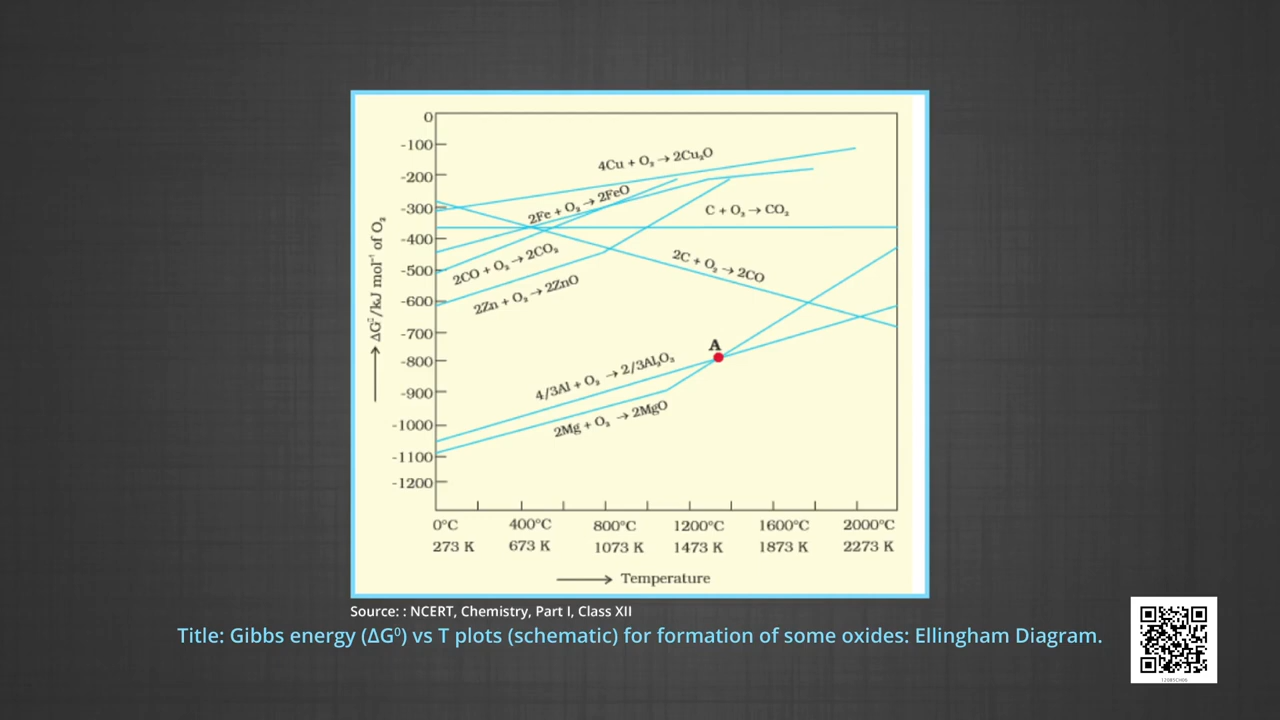 0
-100
-200
-300
-400
-500
-600
-700
-800
-900
-1000
-1100
-1200
ΔG⁰/kJ mol⁻¹ of O₂
4Cu + O₂ → 2Cu₂O
2Fe + O₂ → 2FeO
C + O₂ → CO₂
2CO + O₂ → 2CO₂
2C + O₂ → 2CO
2Zn + O₂ → 2ZnO
A
4/3Al + O₂ → 2/3Al₂O₃
2Mg + O₂ → 2MgO
0°C 400°C 800°C 1200°C 1600°C 2000°C
273 K 673 K 1073 K 1473 K 1873 K 2273 K
Temperature
Source: : NCERT, Chemistry, Part I, Class XII
Title: Gibbs energy (ΔG⁰) vs T plots (schematic) for formation of some oxides: Ellingham Diagram.